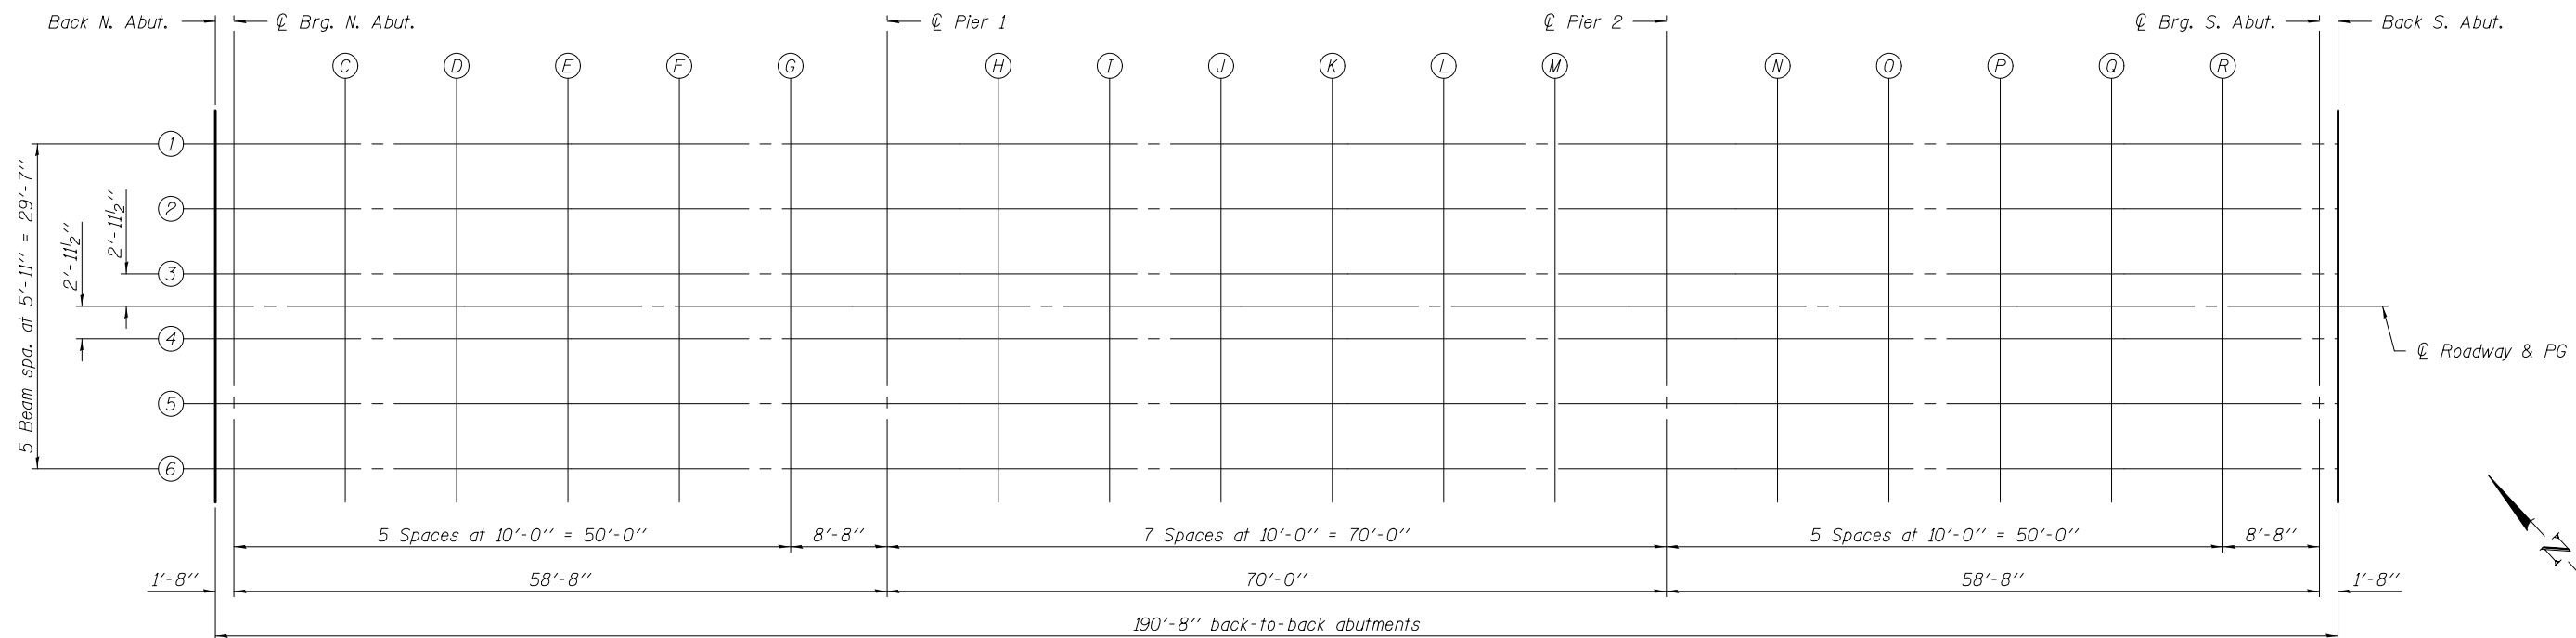 Back N. Abut.
℄ Brg. N. Abut.
℄ Pier 1
℄ Pier 2
℄ Brg. S. Abut.
Back S. Abut.
C D E F G H I J K L M N O P Q R
1
2
3
4
5
6
5 Beam spa. at 5'-11'' = 29'-7''
2'-11½''
2'-11½''
℄ Roadway & PG
5 Spaces at 10'-0'' = 50'-0''
8'-8''
7 Spaces at 10'-0'' = 70'-0''
5 Spaces at 10'-0'' = 50'-0''
8'-8''
1'-8''
58'-8''
70'-0''
58'-8''
1'-8''
190'-8'' back-to-back abutments
N